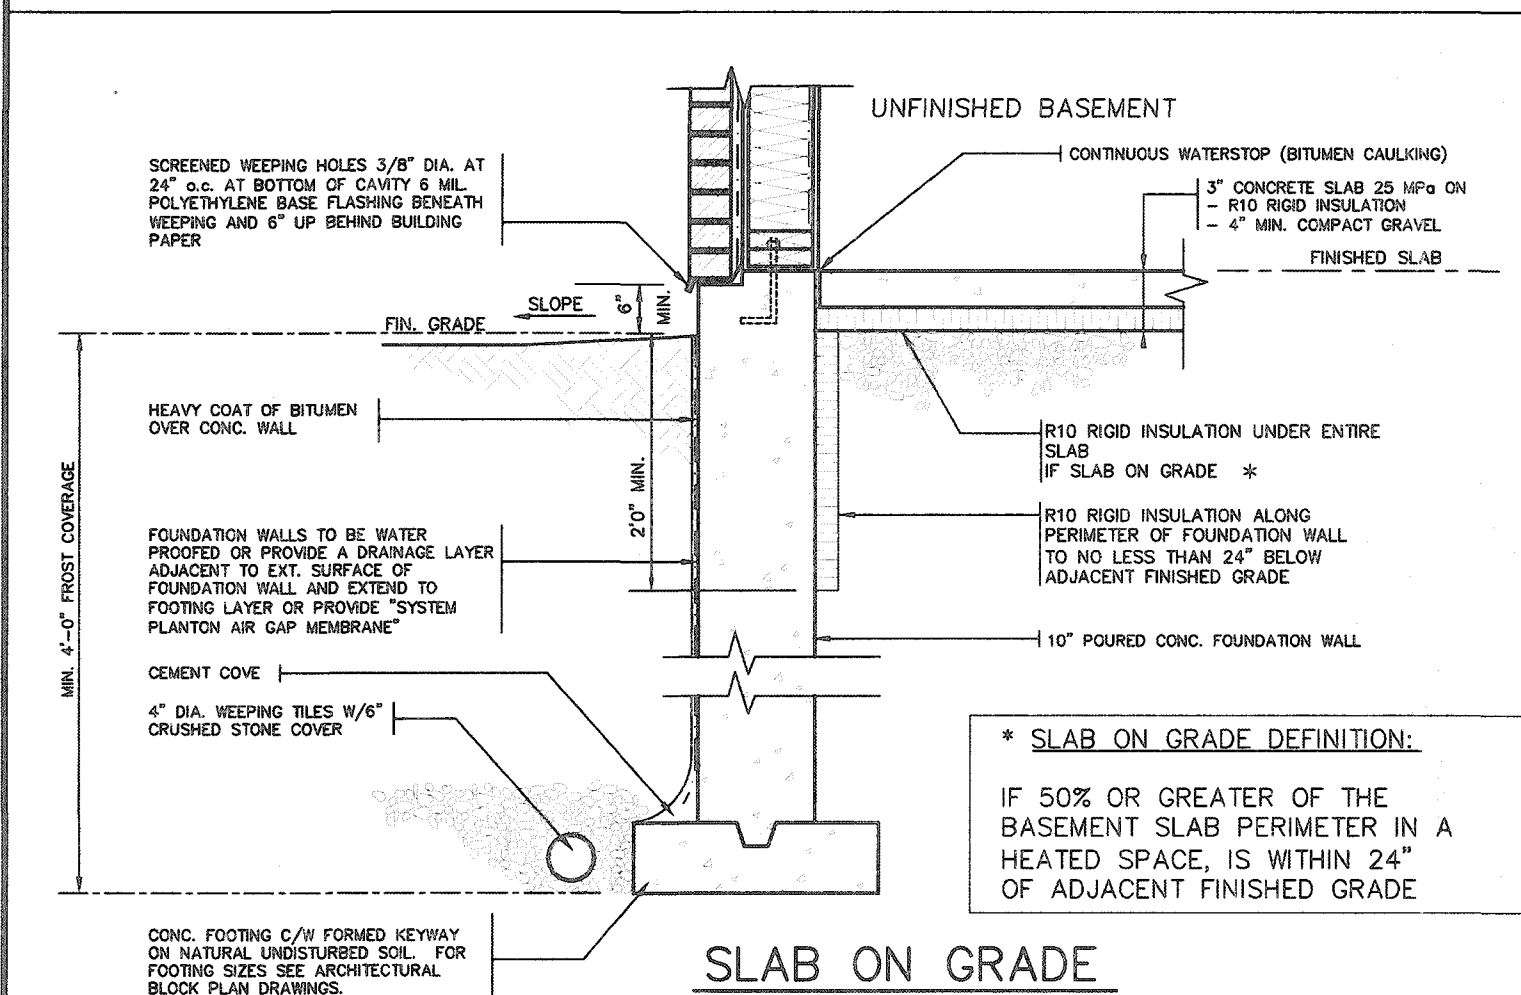 UNFINISHED BASEMENT
SCREENED WEEPING HOLES 3/8" DIA. AT
24" o.c. AT BOTTOM OF CAVITY 6 MIL
POLYETHYLENE BASE FLASHING BENEATH
WEEPING AND 6" UP BEHIND BUILDING
PAPER
CONTINUOUS WATERSTOP (BITUMEN CAULKING)
3" CONCRETE SLAB 25 MPa ON
- R10 RIGID INSULATION
- 4" MIN. COMPACT GRAVEL
FINISHED SLAB
SLOPE
6"
MIN.
FIN. GRADE
HEAVY COAT OF BITUMEN
OVER CONC. WALL
2'0" MIN.
MIN. 4'-0" FROST COVERAGE
R10 RIGID INSULATION UNDER ENTIRE
SLAB
IF SLAB ON GRADE *
R10 RIGID INSULATION ALONG
PERIMETER OF FOUNDATION WALL
TO NO LESS THAN 24" BELOW
ADJACENT FINISHED GRADE
FOUNDATION WALLS TO BE WATER
PROOFED OR PROVIDE A DRAINAGE LAYER
ADJACENT TO EXT. SURFACE OF
FOUNDATION WALL AND EXTEND TO
FOOTING LAYER OR PROVIDE "SYSTEM
PLANTON AIR GAP MEMBRANE"
10" POURED CONC. FOUNDATION WALL
CEMENT COVE
4" DIA. WEEPING TILES W/6"
CRUSHED STONE COVER
* SLAB ON GRADE DEFINITION:
IF 50% OR GREATER OF THE
BASEMENT SLAB PERIMETER IN A
HEATED SPACE, IS WITHIN 24"
OF ADJACENT FINISHED GRADE
CONC. FOOTING C/W FORMED KEYWAY
ON NATURAL UNDISTURBED SOIL. FOR
FOOTING SIZES SEE ARCHITECTURAL
BLOCK PLAN DRAWINGS.
SLAB ON GRADE